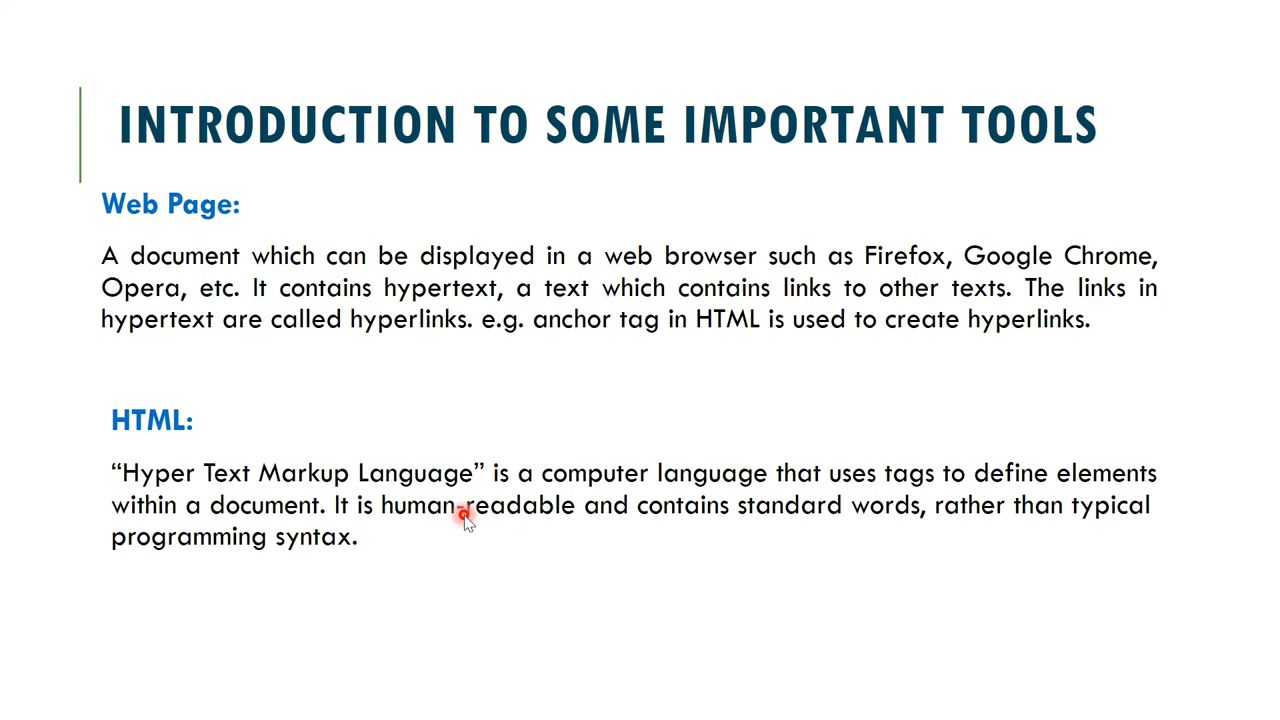 INTRODUCTION TO SOME IMPORTANT TOOLS
Web Page:
A document which can be displayed in a web browser such as Firefox, Google Chrome,
Opera, etc. It contains hypertext, a text which contains links to other texts. The links in
hypertext are called hyperlinks. e.g. anchor tag in HTML is used to create hyperlinks.
HTML:
“Hyper Text Markup Language” is a computer language that uses tags to define elements
within a document. It is human-readable and contains standard words, rather than typical
programming syntax.